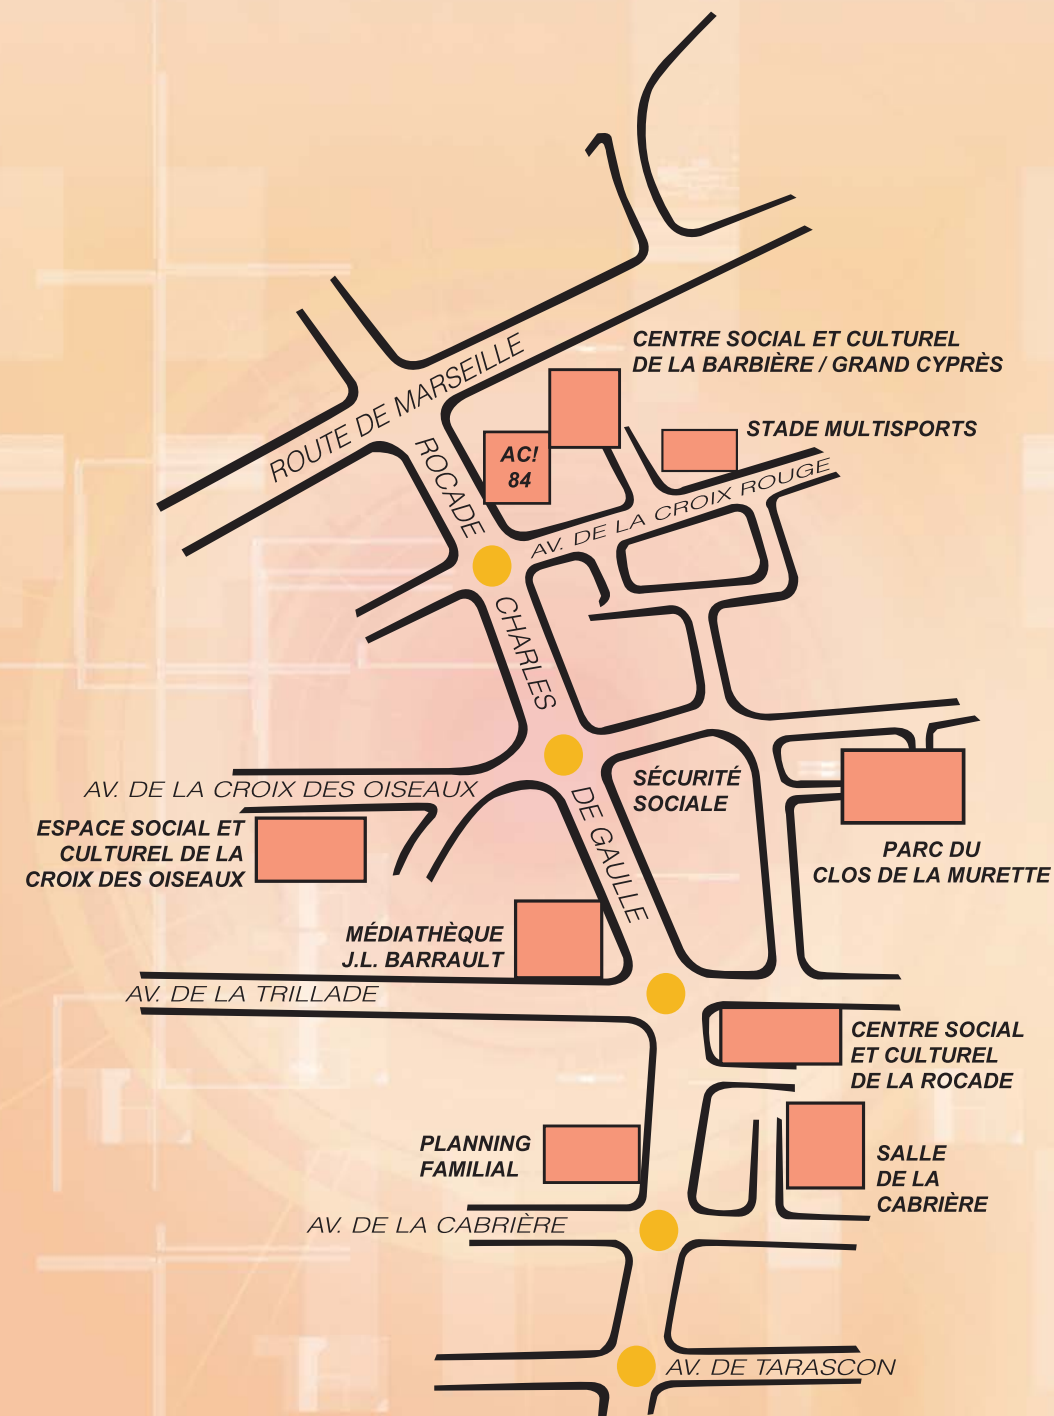 CENTRE SOCIAL ET CULTUREL
DE LA BARBIÈRE / GRAND CYPRÈS
ROUTE DE MARSEILLE
STADE MULTISPORTS
AC!
84
ROCADE
AV. DE LA CROIX ROUGE
CHARLES
AV. DE LA CROIX DES OISEAUX
SÉCURITÉ
SOCIALE
DE GAULLE
ESPACE SOCIAL ET
CULTUREL DE LA
CROIX DES OISEAUX
PARC DU
CLOS DE LA MURETTE
MÉDIATHÈQUE
J.L. BARRAULT
AV. DE LA TRILLADE
CENTRE SOCIAL
ET CULTUREL
DE LA ROCADE
PLANNING
FAMILIAL
SALLE
DE LA
CABRIÈRE
AV. DE LA CABRIÈRE
AV. DE TARASCON